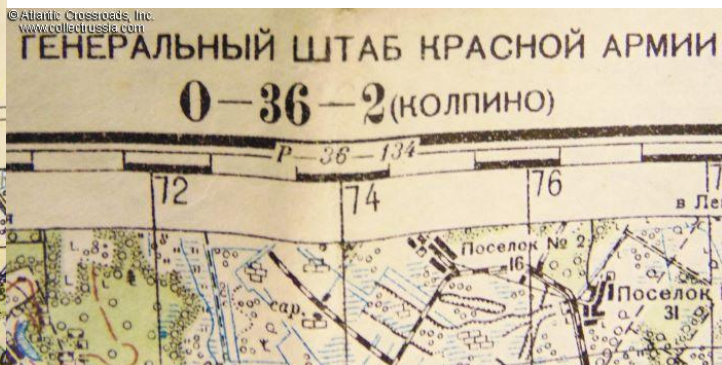 © Atlantic Crossroads, Inc.
www.collectrussia.com
ГЕНЕРАЛЬНЫЙ ШТАБ КРАСНОЙ АРМИИ
О—36—2(КОЛПИНО)
Р—36—134
72 74 76
в Ле
Поселок № 2
16
Поселок
31
сар.